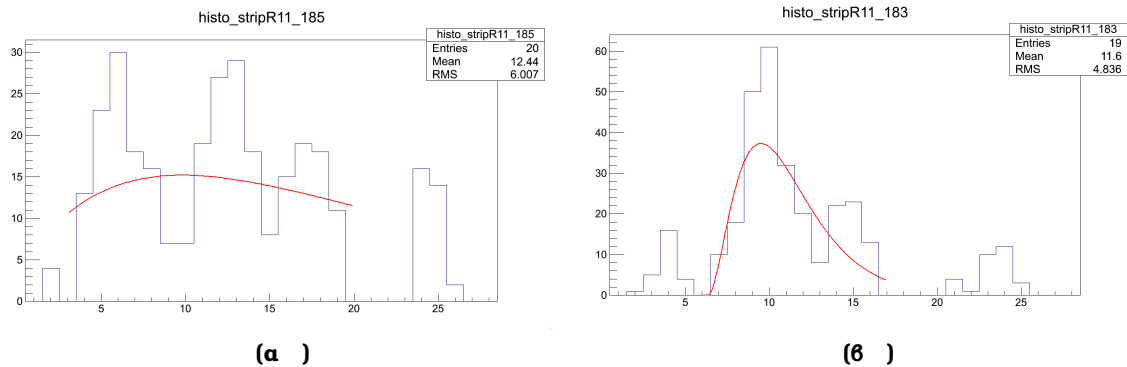 histo_stripR11_185
histo_stripR11_185
Entries 20
Mean 12.44
RMS 6.007
30
25
20
15
10
5
0
5 10 15 20 25
(α )
histo_stripR11_183
histo_stripR11_183
Entries 19
Mean 11.6
RMS 4.836
60
50
40
30
20
10
0
5 10 15 20 25
(β )